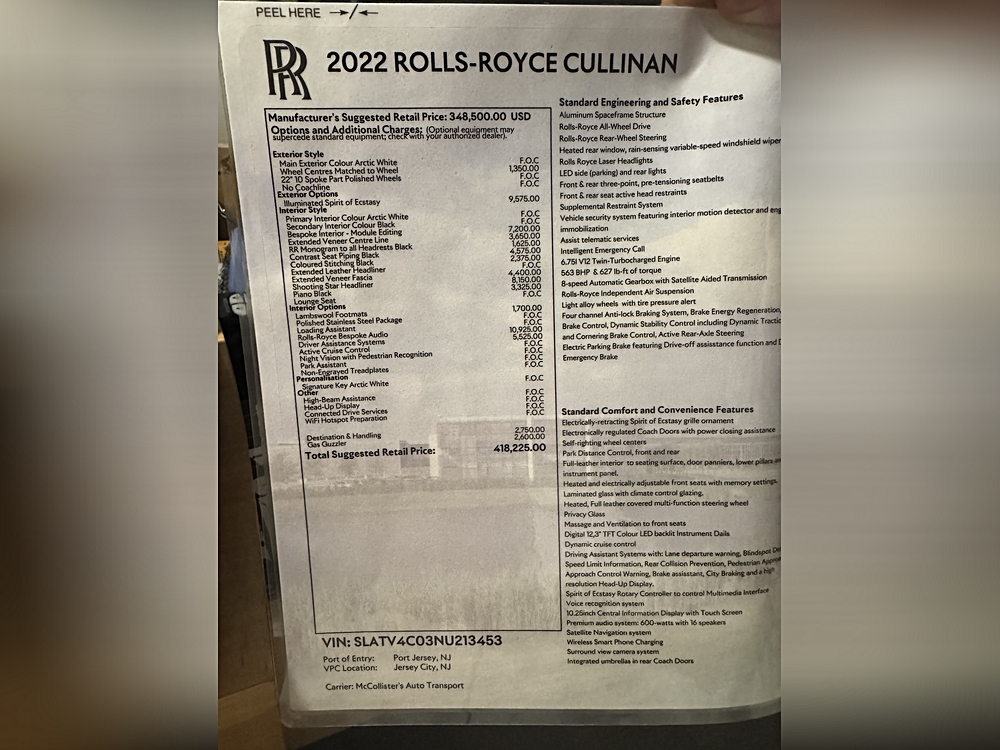 PEEL HERE
RR
2022 ROLLS-ROYCE CULLINAN
Manufacturer's Suggested Retail Price: 348,500.00 USD
Options and Additional Charges: (Optional equipment may
supercede standard equipment; check with your authorized dealer).
Exterior Style
Main Exterior Colour Arctic White F.O.C
Wheel Centres Matched to Wheel 1,350.00
22" 10 Spoke Part Polished Wheels F.O.C
No Coachline F.O.C
Exterior Options
Illuminated Spirit of Ecstasy 9,575.00
Interior Style
Primary Interior Colour Arctic White F.O.C
Secondary Interior Colour Black F.O.C
Bespoke Interior - Module Editing 7,200.00
Extended Veneer Centre Line 3,650.00
RR Monogram to all Headrests Black 1,625.00
Contrast Seat Piping Black 4,575.00
Coloured Stitching Black 2,375.00
Extended Leather Headliner F.O.C
Extended Veneer Fascia 4,400.00
Shooting Star Headliner 8,150.00
Piano Black 3,325.00
Lounge Seat F.O.C
Interior Options
Lambswool Footmats 1,700.00
Polished Stainless Steel Package F.O.C
Loading Assistant F.O.C
Rolls-Royce Bespoke Audio 10,925.00
Driver Assistance Systems 5,525.00
Active Cruise Control F.O.C
Night Vision with Pedestrian Recognition F.O.C
Park Assistant F.O.C
Non-Engraved Treadplates F.O.C
Personalisation
Signature Key Arctic White F.O.C
Other
High-Beam Assistance F.O.C
Head-Up Display F.O.C
Connected Drive Services F.O.C
WiFi Hotspot Preparation F.O.C
Destination & Handling 2,750.00
Gas Guzzler 2,600.00
Total Suggested Retail Price: 418,225.00
VIN: SLATV4C03NU213453
Port of Entry: Port Jersey, NJ
VPC Location: Jersey City, NJ
Carrier: McCollister's Auto Transport
Standard Engineering and Safety Features
Aluminum Spaceframe Structure
Rolls-Royce All-Wheel Drive
Rolls-Royce Rear-Wheel Steering
Heated rear window, rain-sensing variable-speed windshield wiper
Rolls Royce Laser Headlights
LED side (parking) and rear lights
Front & rear three-point, pre-tensioning seatbelts
Front & rear seat active head restraints
Supplemental Restraint System
Vehicle security system featuring interior motion detector and eng
immobilization
Assist telematic services
Intelligent Emergency Call
6.75l V12 Twin-Turbocharged Engine
563 BHP & 627 lb-ft of torque
8-speed Automatic Gearbox with Satellite Aided Transmission
Rolls-Royce Independent Air Suspension
Light alloy wheels with tire pressure alert
Four channel Anti-lock Braking System, Brake Energy Regeneration,
Brake Control, Dynamic Stability Control including Dynamic Tractio
and Cornering Brake Control, Active Rear-Axle Steering
Electric Parking Brake featuring Drive-off assisstance function and
Emergency Brake
Standard Comfort and Convenience Features
Electrically-retracting Spirit of Ecstasy grille ornament
Electronically regulated Coach Doors with power closing assistance
Self-righting wheel centers
Park Distance Control, front and rear
Full-leather interior to seating surface, door panniers, lower pillars an
instrument panel.
Heated and electrically adjustable front seats with memory settings.
Laminated glass with climate control glazing.
Heated, Full leather covered multi-function steering wheel
Privacy Glass
Massage and Ventilation to front seats
Digital 12,3" TFT Colour LED backlit Instrument Dails
Dynamic cruise control
Driving Assistant Systems with: Lane departure warning, Blindspot De
Speed Limit Information, Rear Collision Prevention, Pedestrian Approa
Approach Control Warning, Brake assisstant, City Braking and a high
resolution Head-Up Display.
Spirit of Ecstasy Rotary Controller to control Multimedia Interface
Voice recognition system
10.25inch Central Information Display with Touch Screen
Premium audio system: 600-watts with 16 speakers
Satellite Navigation system
Wireless Smart Phone Charging
Surround view camera system
Integrated umbrellas in rear Coach Doors